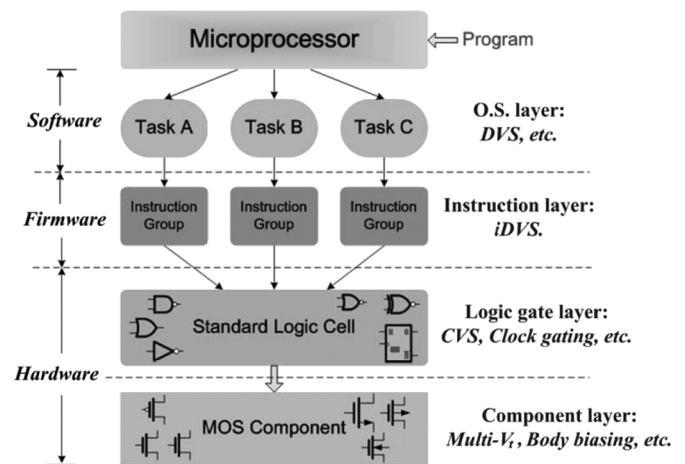 Microprocessor
Program
Software
Task A
Task B
Task C
O.S. layer:
DVS, etc.
Firmware
Instruction
Group
Instruction
Group
Instruction
Group
Instruction layer:
iDVS.
Hardware
Standard Logic Cell
Logic gate layer:
CVS, Clock gating, etc.
MOS Component
Component layer:
Multi-Vt, Body biasing, etc.